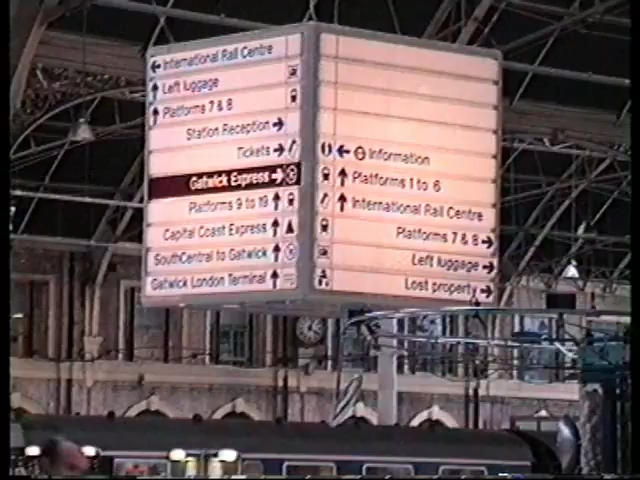 International Rail Centre
Left luggage
Platforms 7 & 8
Station Reception
Tickets
Gatwick Express
Platforms 9 to 19
Capital Coast Express
SouthCentral to Gatwick
Gatwick London Terminal
Information
Platforms 1 to 6
International Rail Centre
Platforms 7 & 8
Left luggage
Lost property